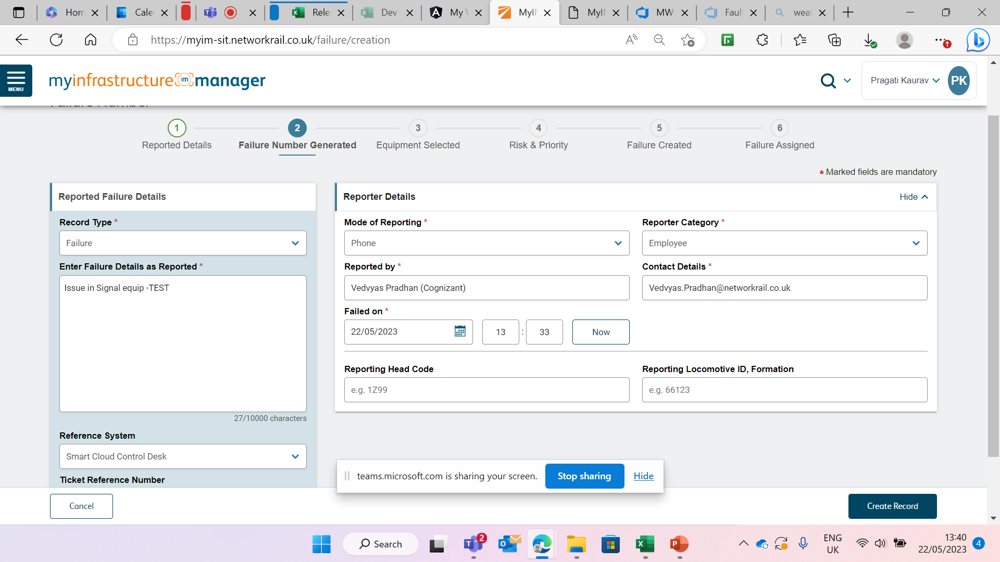 Hom
Cale
Rele
Dev
My
MyI
MyI
MW
Faul
wea
https://myim-sit.networkrail.co.uk/failure/creation
MENU
myinfrastructure im manager
Pragati Kaurav
PK
1
2
3
4
5
6
Reported Details
Failure Number Generated
Equipment Selected
Risk & Priority
Failure Created
Failure Assigned
* Marked fields are mandatory
Reported Failure Details
Record Type *
Failure
Enter Failure Details as Reported *
Issue in Signal equip -TEST
27/10000 characters
Reference System
Smart Cloud Control Desk
Ticket Reference Number
Reporter Details
Hide
Mode of Reporting *
Reporter Category *
Phone
Employee
Reported by *
Contact Details *
Vedvyas Pradhan (Cognizant)
Vedvyas.Pradhan@networkrail.co.uk
Failed on *
22/05/2023
13 : 33
Now
Reporting Head Code
Reporting Locomotive ID, Formation
e.g. 1Z99
e.g. 66123
teams.microsoft.com is sharing your screen.
Stop sharing
Hide
Cancel
Create Record
Search
2
ENG
UK
13:40
22/05/2023
4